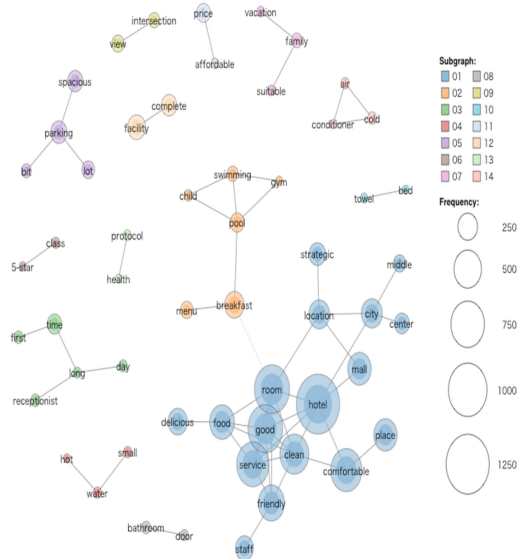 price
vacation
intersection
view
family
affordable
suitable
spacious
air
complete
facility
conditioner
cold
parking
bit
lot
swimming
gym
child
pool
towel
bed
protocol
class
5-star
health
strategic
middle
menu
breakfast
location
city
center
time
first
long
day
receptionist
room
mall
hotel
delicious
food
good
place
service
clean
comfortable
hot
small
water
friendly
bathroom
door
staff
Subgraph:
01 08
02 09
03 10
04 11
05 12
06 13
07 14
Frequency:
250
500
750
1000
1250